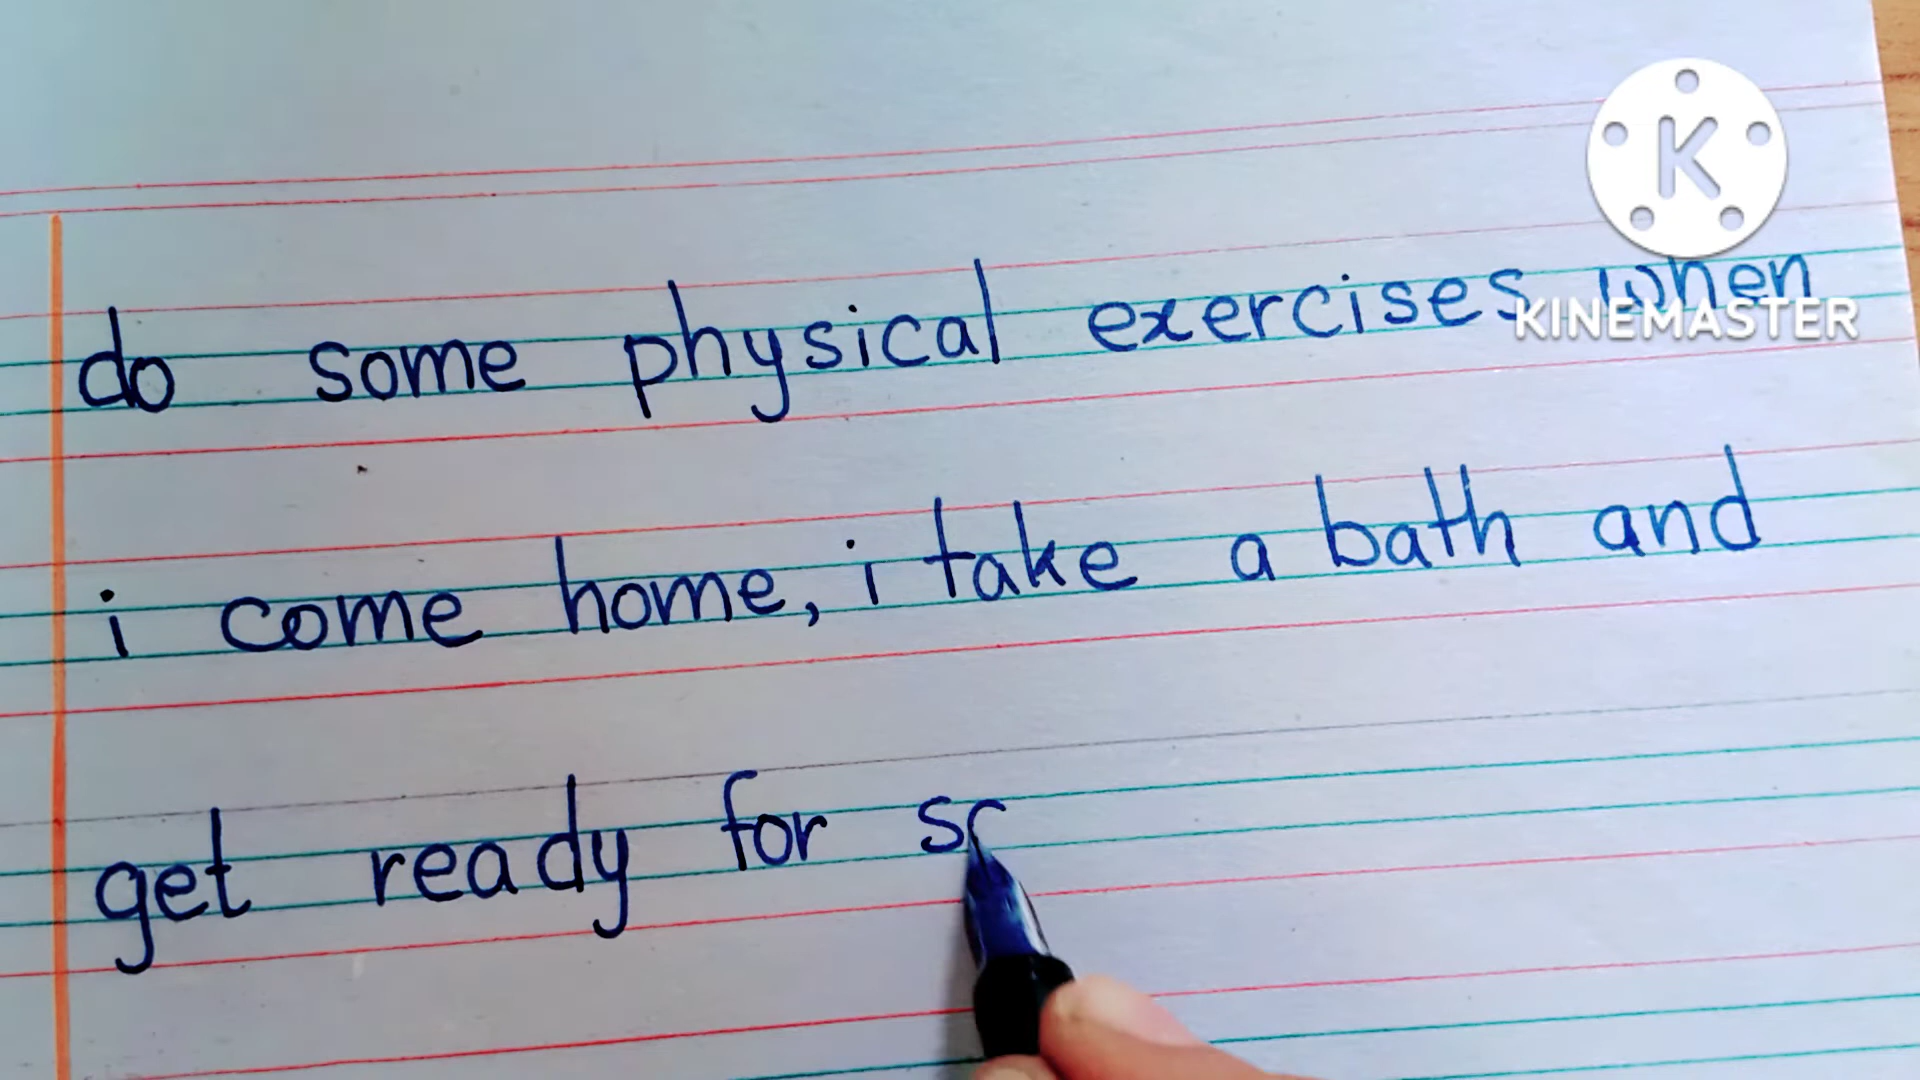 do some physical exercises when
i come home, i take a bath and
get ready for sc
K
KINEMASTER